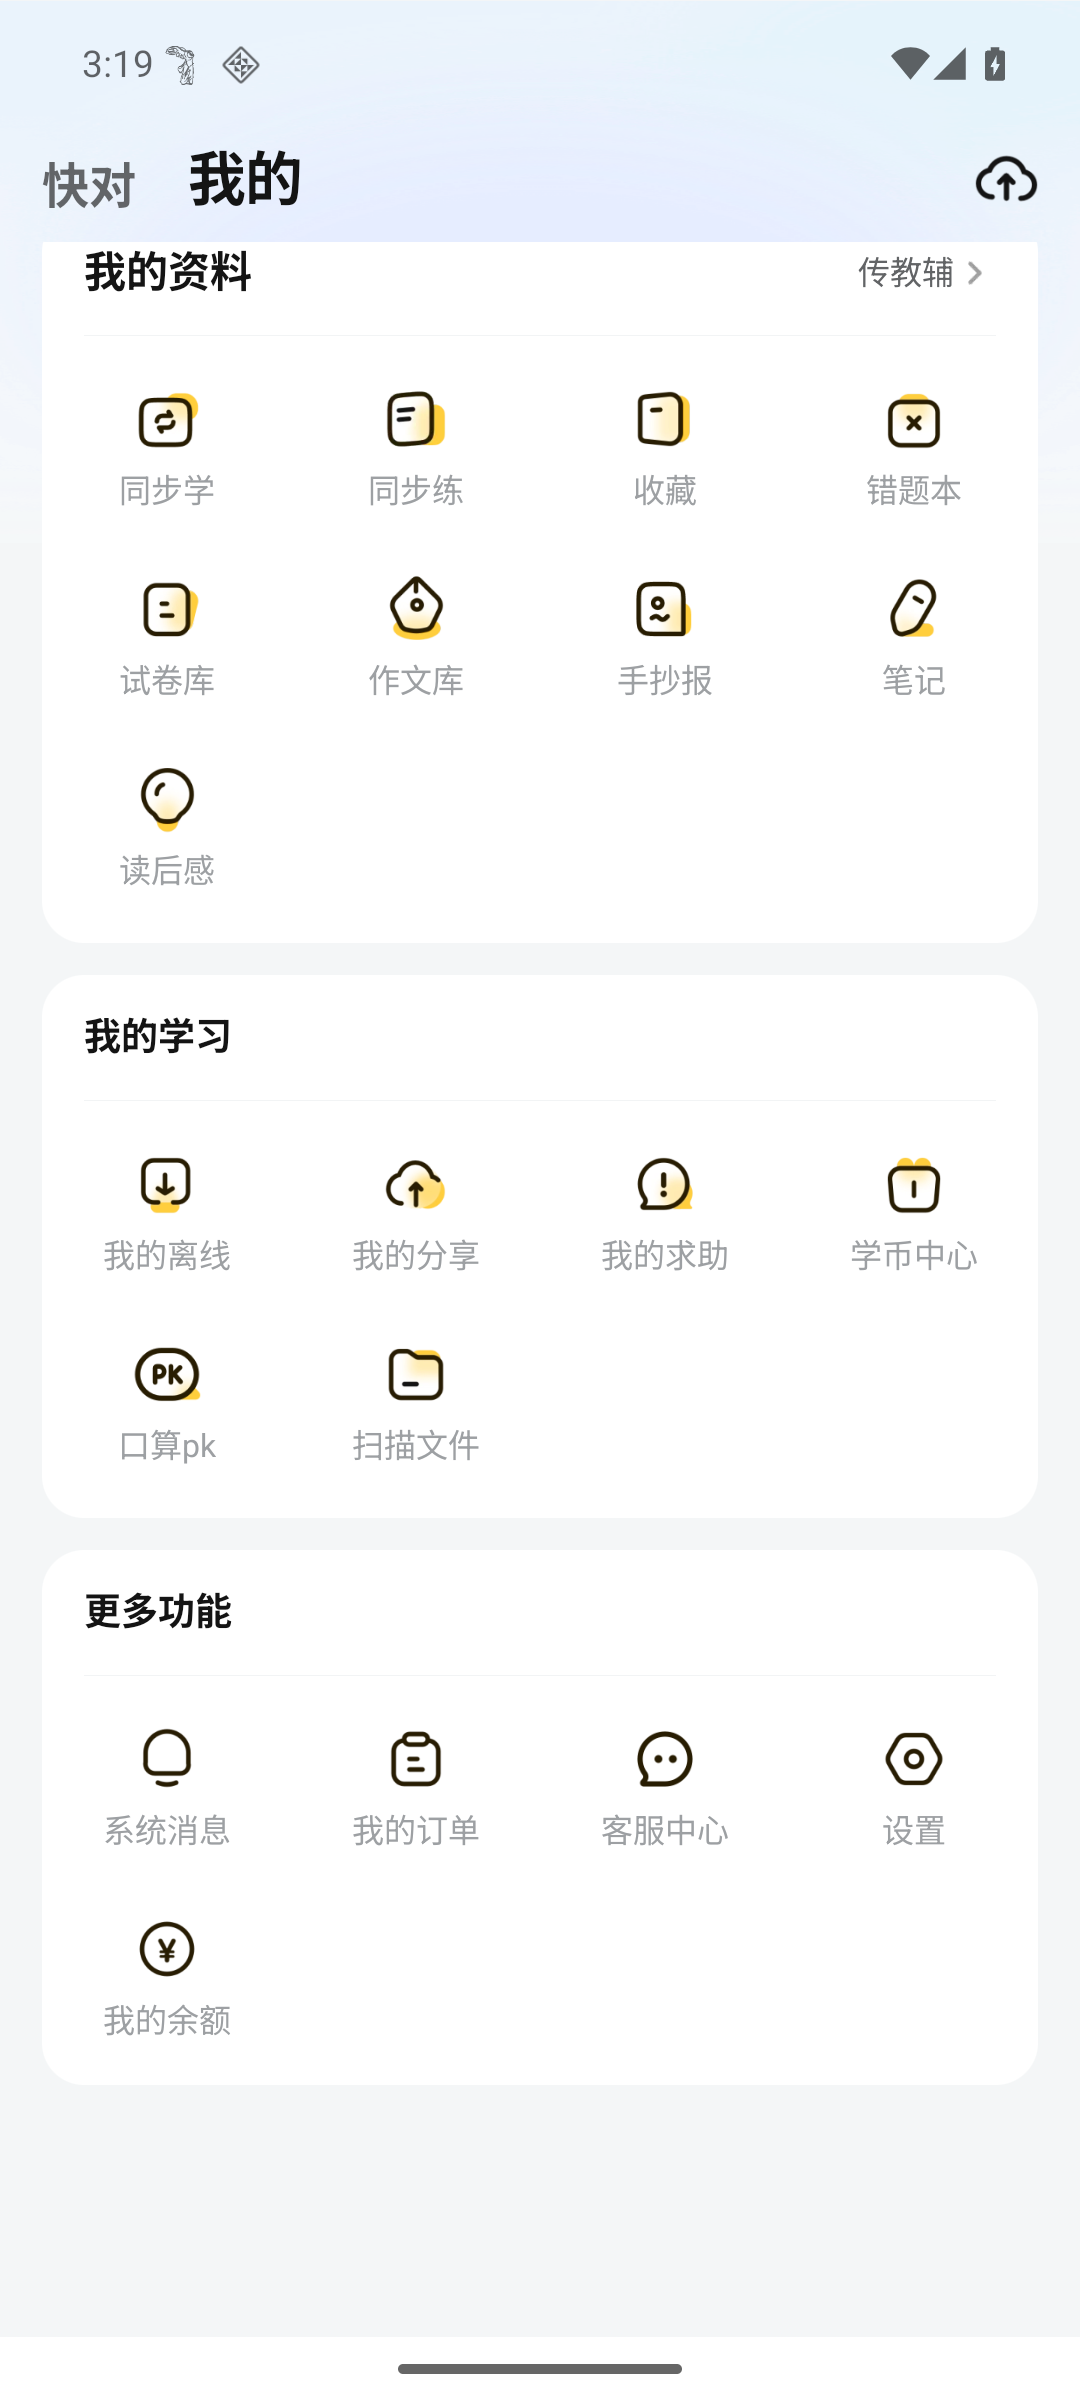 3:19
快对 我的
我的资料 传教辅
同步学 同步练 收藏 错题本
试卷库 作文库 手抄报 笔记
读后感
我的学习
我的离线 我的分享 我的求助 学币中心
PK
口算pk 扫描文件
更多功能
系统消息 我的订单 客服中心 设置
¥
我的余额